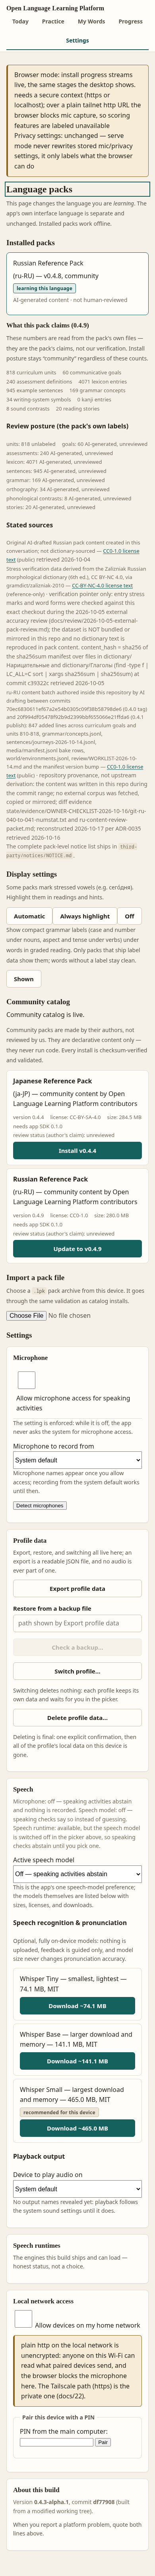 Open Language Learning Platform
Today Practice My Words Progress
Settings
Browser mode: install progress streams
live, the same stages the desktop shows.
needs a secure context (https or
localhost); over a plain tailnet http URL the
browser blocks mic capture, so scoring
features are labeled unavailable
Privacy settings: unchanged — serve
mode never rewrites stored mic/privacy
settings, it only labels what the browser
can do
Language packs
This page changes the language you are learning. The
app's own interface language is separate and
unchanged. Installed packs work offline.
Installed packs
Russian Reference Pack
(ru-RU) — v0.4.8, community
learning this language
AI-generated content · not human-reviewed
What this pack claims (0.4.9)
These numbers are read from the pack's own files — they
are the pack's claims, not our verification. Install
posture stays "community" regardless of these counts.
818 curriculum units 60 communicative goals
240 assessment definitions 4071 lexicon entries
945 example sentences 169 grammar concepts
34 writing-system symbols 0 kanji entries
8 sound contrasts 20 reading stories
Review posture (the pack's own labels)
units: 818 unlabeled goals: 60 AI-generated, unreviewed
assessments: 240 AI-generated, unreviewed
lexicon: 4071 AI-generated, unreviewed
sentences: 945 AI-generated, unreviewed
grammar: 169 AI-generated, unreviewed
orthography: 34 AI-generated, unreviewed
phonological contrasts: 8 AI-generated, unreviewed
stories: 20 AI-generated, unreviewed
Stated sources
Display settings
Some packs mark stressed vowels (e.g. серд́це).
Highlight them in readings and items.
Automatic Always highlight Off
Show compact grammar labels (case and number
under nouns, aspect and tense under verbs) under
words in graded reading. Only packs that ship label
data show them; words without a label stay clean.
Shown
Community catalog
Community catalog is live.
Community packs are made by their authors, not
reviewed by us. They are declarative content only —
they never run code. Every install is checksum-verified
and validated.
Japanese Reference Pack
(ja-JP) — community content by Open
Language Learning Platform contributors
version 0.4.4 license: CC-BY-SA-4.0 size: 284.5 MB
needs app SDK 0.1.0
review status (author's claim): unreviewed
Install v0.4.4
Russian Reference Pack
(ru-RU) — community content by Open
Language Learning Platform contributors
version 0.4.9 license: CC0-1.0 size: 280.0 MB
needs app SDK 0.1.0
review status (author's claim): unreviewed
Update to v0.4.9
Import a pack file
Choose a .lpk pack archive from this device. It goes
through the same validation as catalog installs.
Choose File No file chosen
Settings
Microphone
Allow microphone access for speaking
activities
The setting is enforced: while it is off, the app
never asks the system for microphone access.
Microphone to record from
System default
Microphone names appear once you allow
access; recording from the system default works
until then.
Detect microphones
Profile data
Export, restore, and switching all live here; an
export is a readable JSON file, and no audio is
ever part of one.
Export profile data
Restore from a backup file
path shown by Export profile data
Check a backup…
Switch profile…
Switching deletes nothing: each profile keeps its
own data and waits for you in the picker.
Delete profile data…
Deleting is final: one explicit confirmation, then
all of the profile's local data on this device is
gone.
Speech
Microphone: off — speaking activities abstain
and nothing is recorded. Speech model: off —
speaking checks say so instead of guessing.
Speech runtime: available, but the speech model
is switched off in the picker above, so speaking
checks abstain until you pick one.
Active speech model
Off — speaking activities abstain
This is the app's one speech-model preference;
the models themselves are listed below with
sizes, licenses, and downloads.
Speech recognition & pronunciation
Optional, fully on-device models: nothing is
uploaded, feedback is guided only, and model
size never changes pronunciation accuracy.
Whisper Tiny — smallest, lightest —
74.1 MB, MIT
Download ~74.1 MB
Whisper Base — larger download and
memory — 141.1 MB, MIT
Download ~141.1 MB
Whisper Small — largest download
and memory — 465.0 MB, MIT
recommended for this device
Download ~465.0 MB
Playback output
Device to play audio on
System default
No output names revealed yet: playback follows
the system sound settings until it does.
Speech runtimes
The engines this build ships and can load —
honest status, not a choice.
Local network access
Allow devices on my home network
plain http on the local network is
unencrypted: anyone on this Wi-Fi can
read what paired devices send, and
the browser blocks the microphone
here. The Tailscale path (https) is the
private one (docs/22).
Pair this device with a PIN
PIN from the main computer:
Pair
About this build
Version 0.4.3-alpha.1, commit df77908 (built
from a modified working tree).
When you report a platform problem, quote both
lines above.